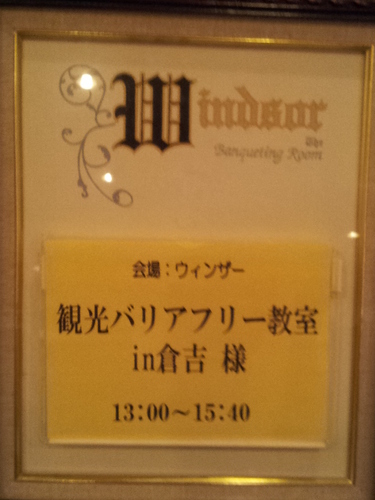 Windsor
The
Banqueting Room
会場：ウィンザー
観光バリアフリー教室
in倉吉 様
13:00～15:40